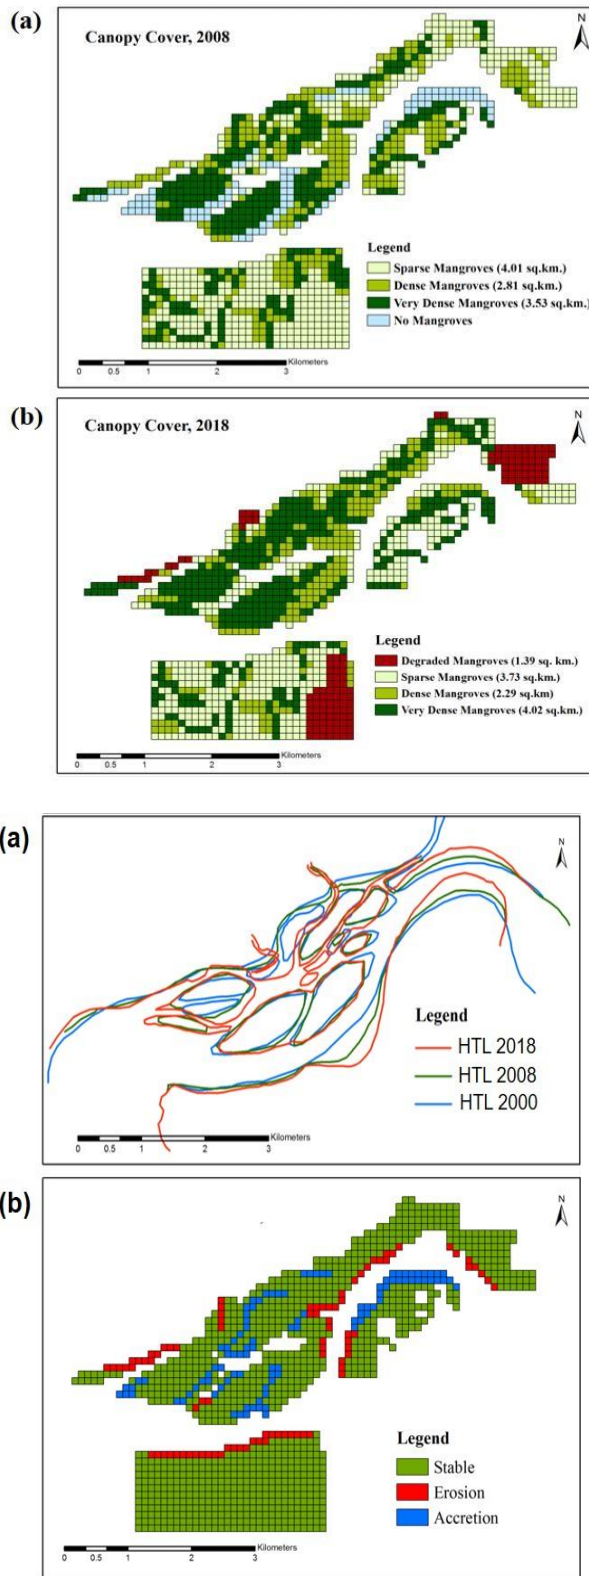 (a)
Canopy Cover, 2008
N
Legend
Sparse Mangroves (4.01 sq.km.)
Dense Mangroves (2.81 sq.km.)
Very Dense Mangroves (3.53 sq.km.)
No Mangroves
Kilometers
0 0.5 1 2 3
(b)
Canopy Cover, 2018
N
Legend
Degraded Mangroves (1.39 sq. km.)
Sparse Mangroves (3.73 sq.km.)
Dense Mangroves (2.29 sq.km)
Very Dense Mangroves (4.02 sq.km.)
Kilometers
0 0.5 1 2 3
(a)
N
Legend
HTL 2018
HTL 2008
HTL 2000
Kilometers
0 0.5 1 2 3
(b)
N
Legend
Stable
Erosion
Accretion
Kilometers
0 0.5 1 2 3